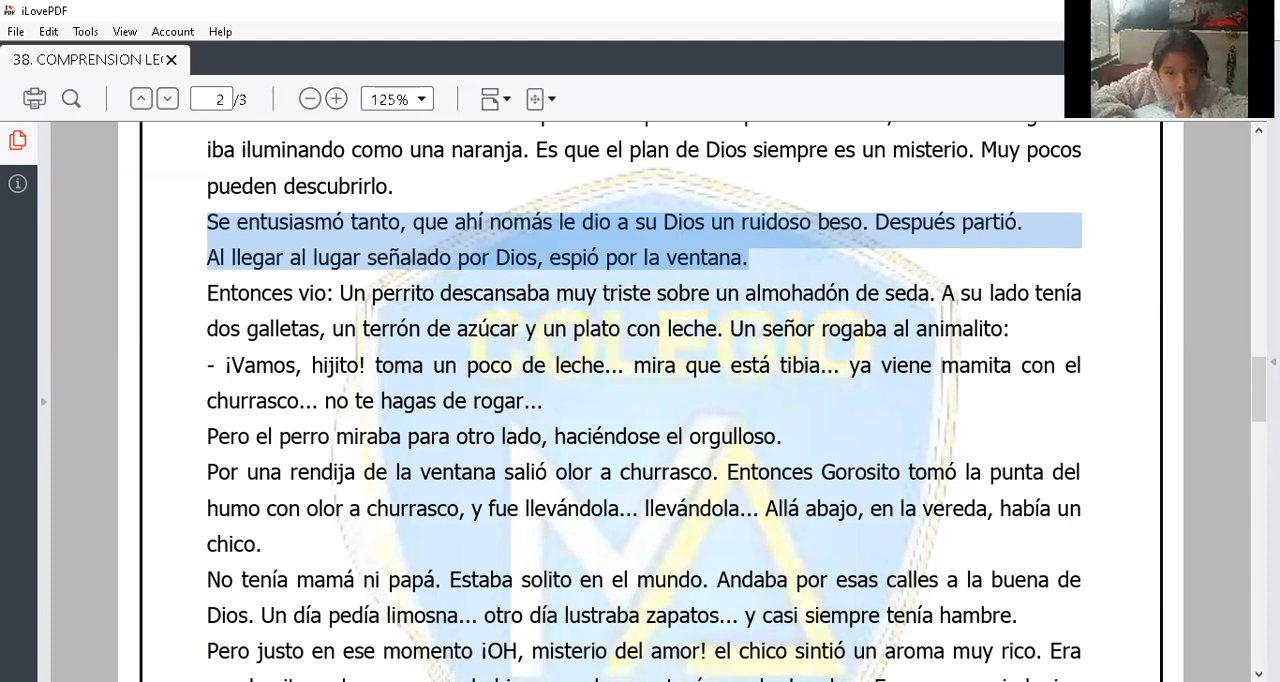 iLovePDF
File Edit Tools View Account Help
38. COMPRENSION LE
2 /3 125%
iba iluminando como una naranja. Es que el plan de Dios siempre es un misterio. Muy pocos
pueden descubrirlo.
Se entusiasmó tanto, que ahí nomás le dio a su Dios un ruidoso beso. Después partió.
Al llegar al lugar señalado por Dios, espió por la ventana.
Entonces vio: Un perrito descansaba muy triste sobre un almohadón de seda. A su lado tenía
dos galletas, un terrón de azúcar y un plato con leche. Un señor rogaba al animalito:
- ¡Vamos, hijito! toma un poco de leche... mira que está tibia... ya viene mamita con el
churrasco... no te hagas de rogar...
Pero el perro miraba para otro lado, haciéndose el orgulloso.
Por una rendija de la ventana salió olor a churrasco. Entonces Gorosito tomó la punta del
humo con olor a churrasco, y fue llevándola... llevándola... Allá abajo, en la vereda, había un
chico.
No tenía mamá ni papá. Estaba solito en el mundo. Andaba por esas calles a la buena de
Dios. Un día pedía limosna... otro día lustraba zapatos... y casi siempre tenía hambre.
Pero justo en ese momento ¡OH, misterio del amor! el chico sintió un aroma muy rico. Era
COLEGIO